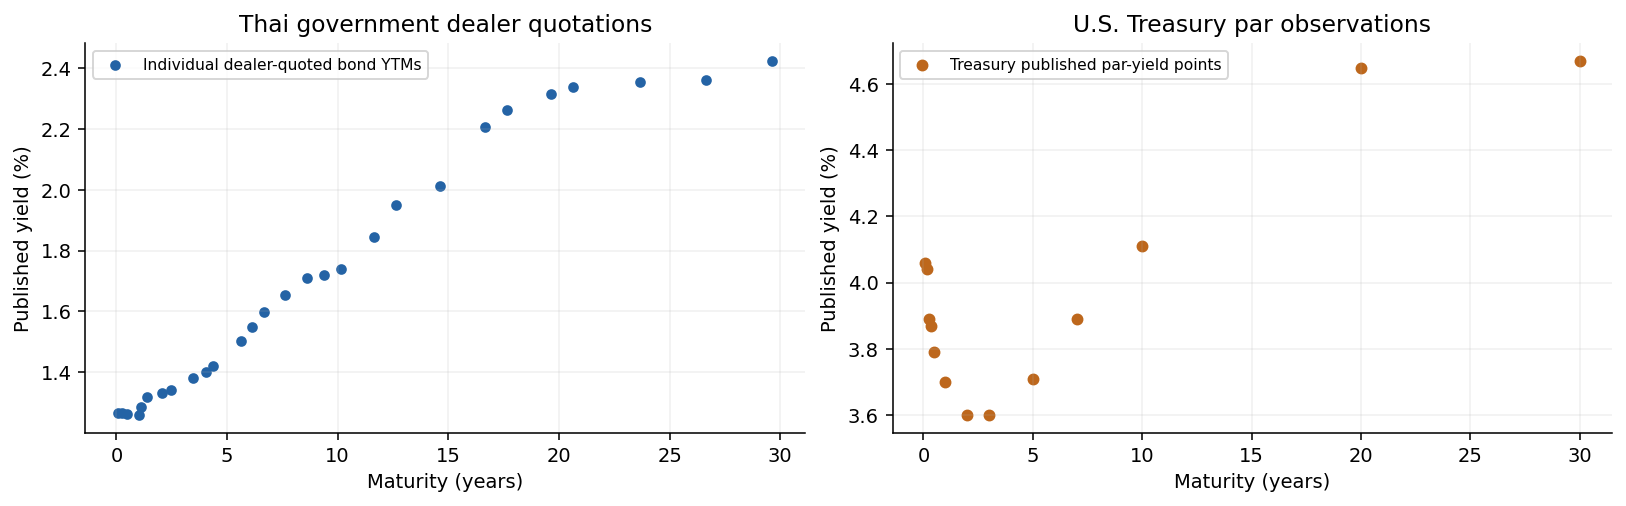 Thai government dealer quotations
Individual dealer-quoted bond YTMs
Published yield (%)
2.4
2.2
2.0
1.8
1.6
1.4
0 5 10 15 20 25 30
Maturity (years)
U.S. Treasury par observations
Treasury published par-yield points
Published yield (%)
4.6
4.4
4.2
4.0
3.8
3.6
0 5 10 15 20 25 30
Maturity (years)